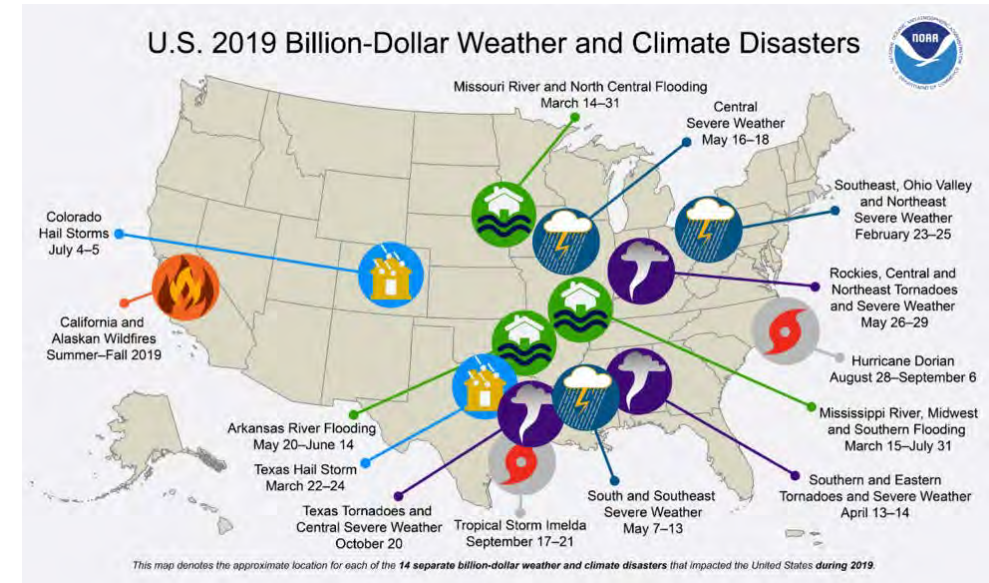 U.S. 2019 Billion-Dollar Weather and Climate Disasters
NOAA
Missouri River and North Central Flooding
March 14–31
Central
Severe Weather
May 16–18
Southeast, Ohio Valley
and Northeast
Severe Weather
February 23–25
Colorado
Hail Storms
July 4–5
Rockies, Central and
Northeast Tornadoes
and Severe Weather
May 26–29
California and
Alaskan Wildfires
Summer–Fall 2019
Hurricane Dorian
August 28–September 6
Arkansas River Flooding
May 20–June 14
Mississippi River, Midwest
and Southern Flooding
March 15–July 31
Texas Hail Storm
March 22–24
Southern and Eastern
Tornadoes and Severe Weather
April 13–14
Texas Tornadoes and
Central Severe Weather
October 20
Tropical Storm Imelda
September 17–21
South and Southeast
Severe Weather
May 7–13
This map denotes the approximate location for each of the 14 separate billion-dollar weather and climate disasters that impacted the United States during 2019.